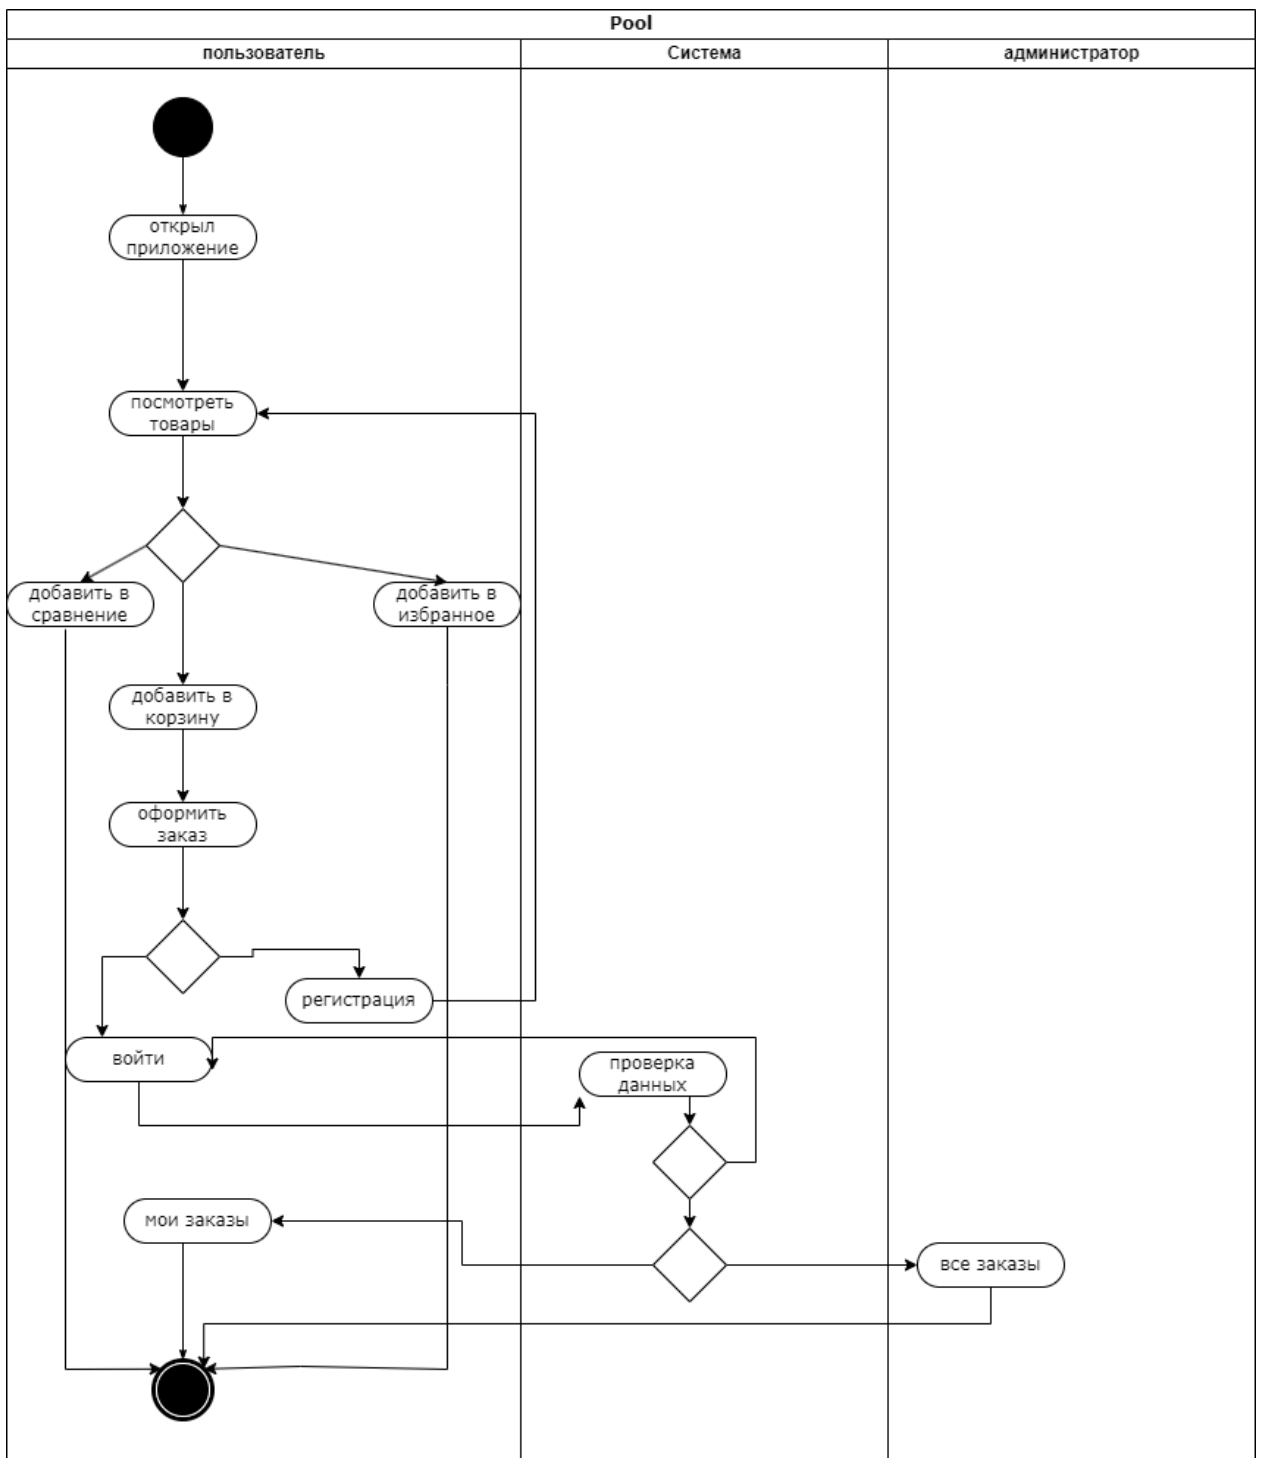 Pool
пользователь
Система
администратор
открыл
приложение
посмотреть
товары
добавить в
сравнение
добавить в
избранное
добавить в
корзину
оформить
заказ
регистрация
войти
проверка
данных
мои заказы
все заказы